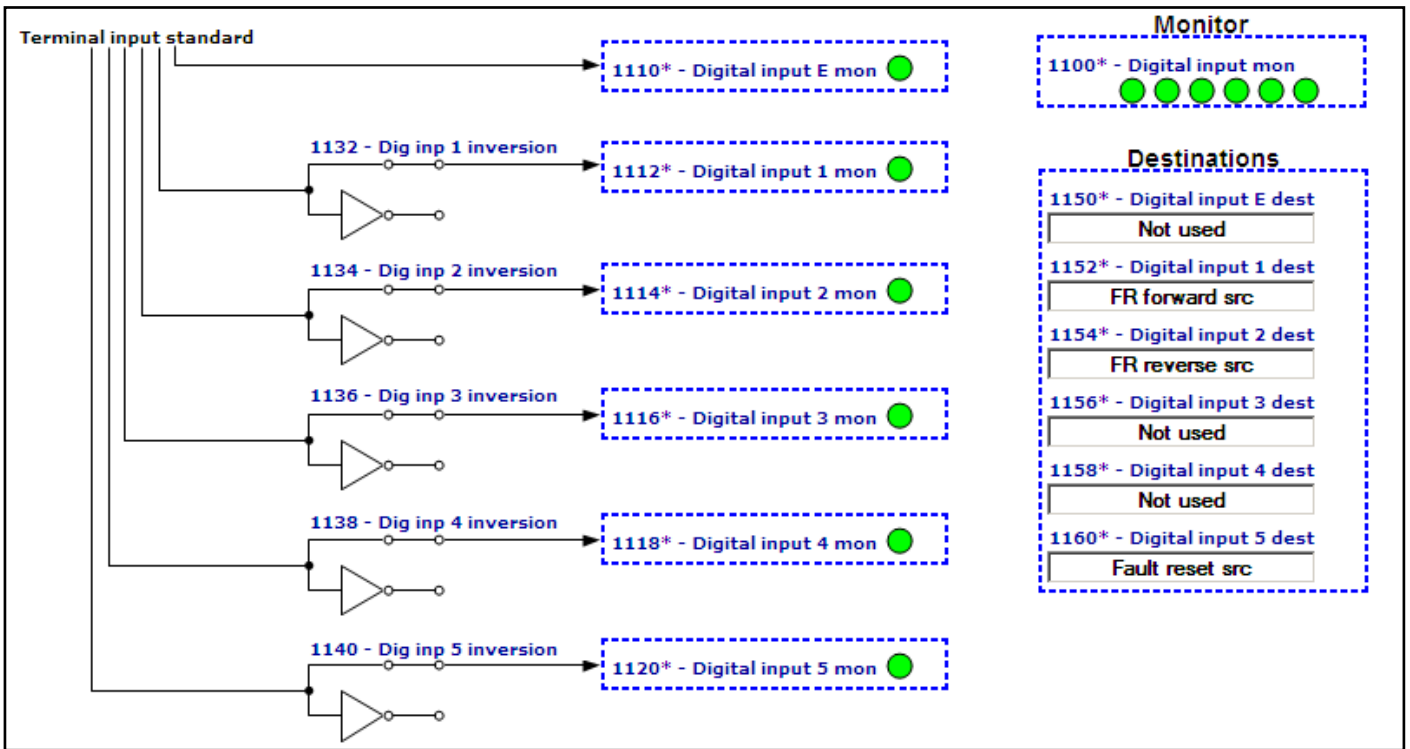 Terminal input standard
1110* - Digital input E mon
1132 - Dig inp 1 inversion
1112* - Digital input 1 mon
1134 - Dig inp 2 inversion
1114* - Digital input 2 mon
1136 - Dig inp 3 inversion
1116* - Digital input 3 mon
1138 - Dig inp 4 inversion
1118* - Digital input 4 mon
1140 - Dig inp 5 inversion
1120* - Digital input 5 mon
Monitor
1100* - Digital input mon
Destinations
1150* - Digital input E dest
Not used
1152* - Digital input 1 dest
FR forward src
1154* - Digital input 2 dest
FR reverse src
1156* - Digital input 3 dest
Not used
1158* - Digital input 4 dest
Not used
1160* - Digital input 5 dest
Fault reset src